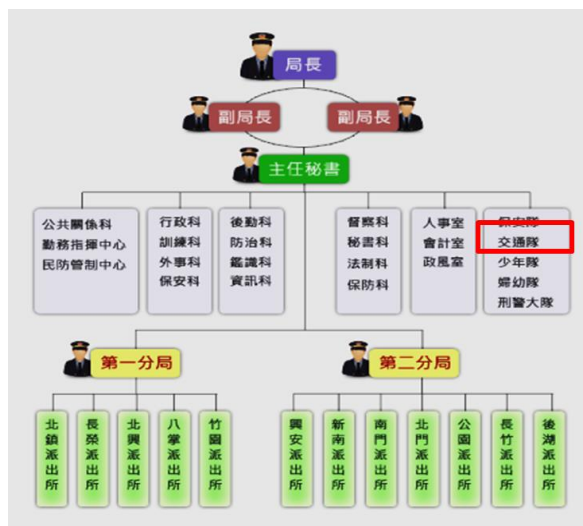 局長
副局長
副局長
主任秘書
公共關係科
勤務指揮中心
民防管制中心
行政科
訓練科
外事科
保安科
後勤科
防治科
鑑識科
資訊科
督察科
秘書科
法制科
保防科
人事室
會計室
政風室
保安隊
交通隊
少年隊
婦幼隊
刑警大隊
第一分局
第二分局
北鎮派出所
長榮派出所
北興派出所
八掌派出所
竹園派出所
興安派出所
新南派出所
南門派出所
北門派出所
公園派出所
長竹派出所
後湖派出所